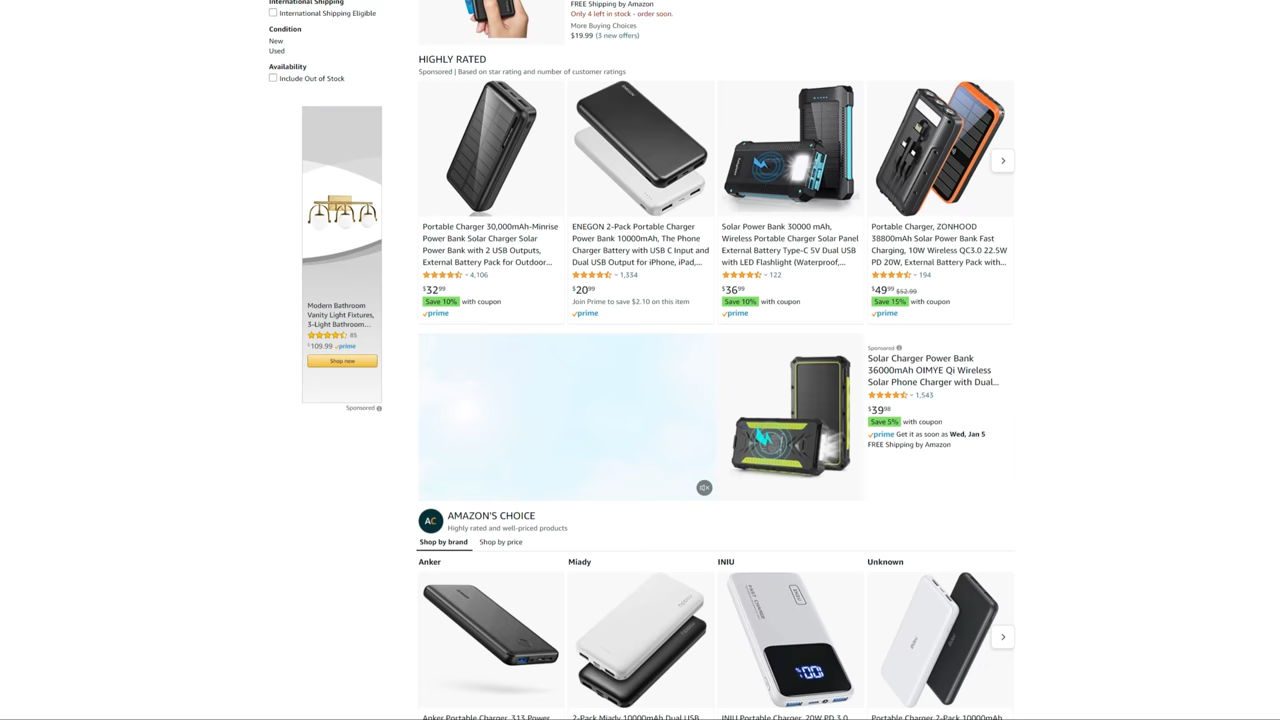 International Shipping
International Shipping Eligible
Condition
New
Used
Availability
Include Out of Stock
Modern Bathroom
Vanity Light Fixtures,
3-Light Bathroom...
85
$109.99 prime
Shop now
Sponsored
FREE Shipping by Amazon
Only 4 left in stock - order soon.
More Buying Choices
$19.99 (3 new offers)
HIGHLY RATED
Sponsored | Based on star rating and number of customer ratings
Portable Charger 30,000mAh-Minrise
Power Bank Solar Charger Solar
Power Bank with 2 USB Outputs,
External Battery Pack for Outdoor...
4,106
$32.99
Save 10% with coupon
prime
ENEGON 2-Pack Portable Charger
Power Bank 10000mAh, The Phone
Charger Battery with USB C Input and
Dual USB Output for iPhone, iPad,...
1,334
$20.99
Join Prime to save $2.10 on this item
prime
Solar Power Bank 30000 mAh,
Wireless Portable Charger Solar Panel
External Battery Type-C 5V Dual USB
with LED Flashlight (Waterproof,...
122
$36.99
Save 10% with coupon
prime
Portable Charger, ZONHOOD
38800mAh Solar Power Bank Fast
Charging, 10W Wireless QC3.0 22.5W
PD 20W, External Battery Pack with...
194
$49.99 $52.99
Save 15% with coupon
prime
Sponsored
Solar Charger Power Bank
36000mAh OIMYE Qi Wireless
Solar Phone Charger with Dual...
1,543
$39.98
Save 5% with coupon
prime Get it as soon as Wed, Jan 5
FREE Shipping by Amazon
AC AMAZON'S CHOICE
Highly rated and well-priced products
Shop by brand Shop by price
Anker Miady INIU Unknown
FAST CHARGE
100
Anker Portable Charger, 313 Power
2-Pack Miady 10000mAh Dual USB
INIU Portable Charger, 20W PD 3.0
Portable Charger 2-Pack 10000mAh